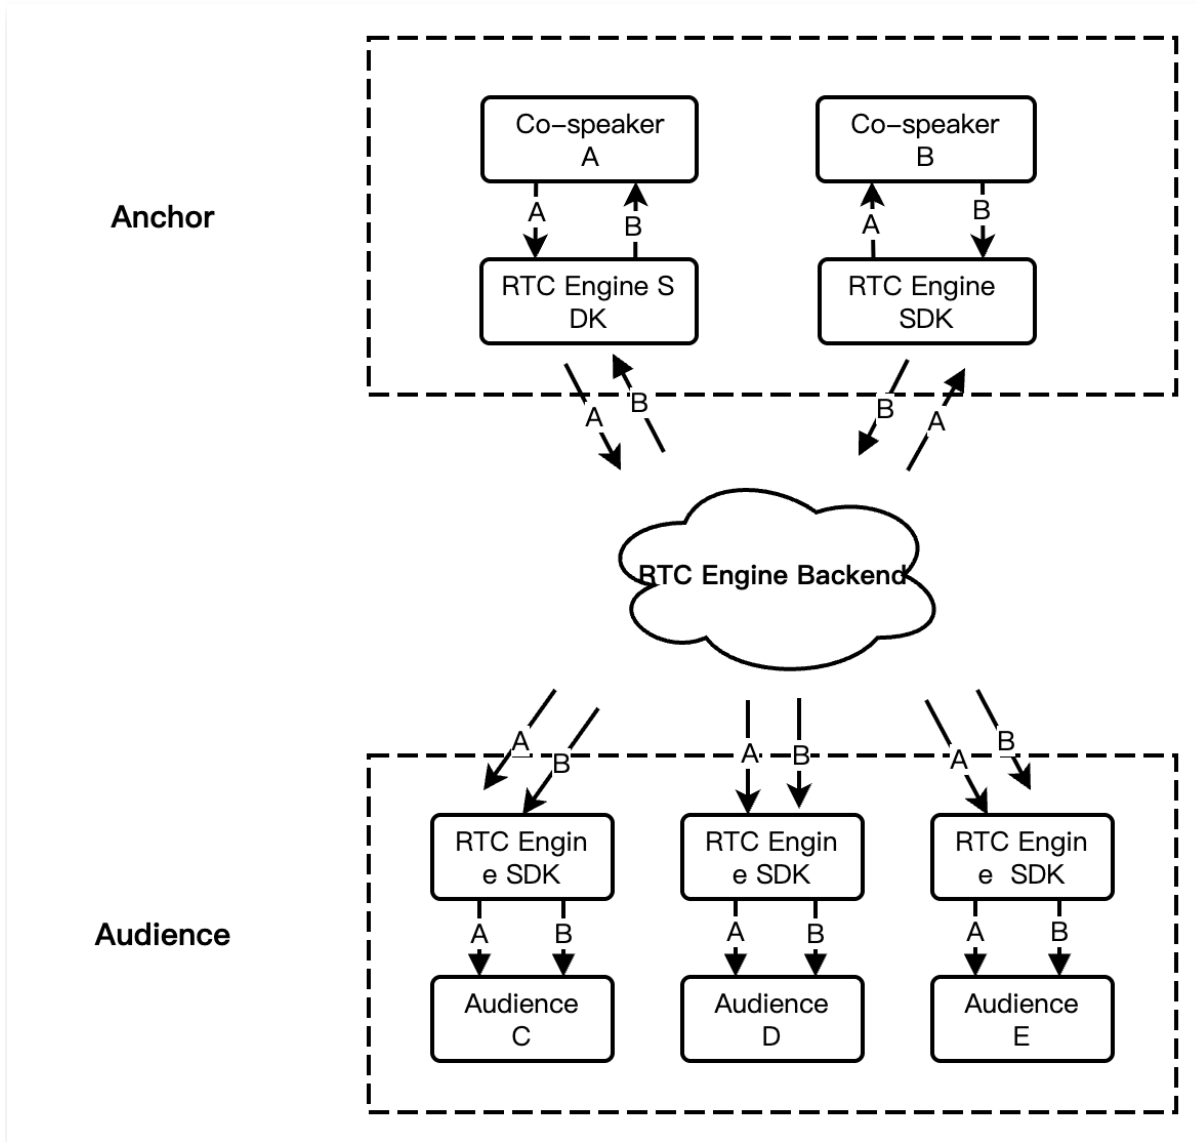 Co-speaker
A
Co-speaker
B
Anchor
A
B
A
B
RTC Engine S
DK
RTC Engine
SDK
A
B
B
A
RTC Engine Backend
A
B
A
B
A
B
RTC Engin
e SDK
RTC Engin
e SDK
RTC Engin
e  SDK
Audience
A
B
A
B
A
B
Audience
C
Audience
D
Audience
E